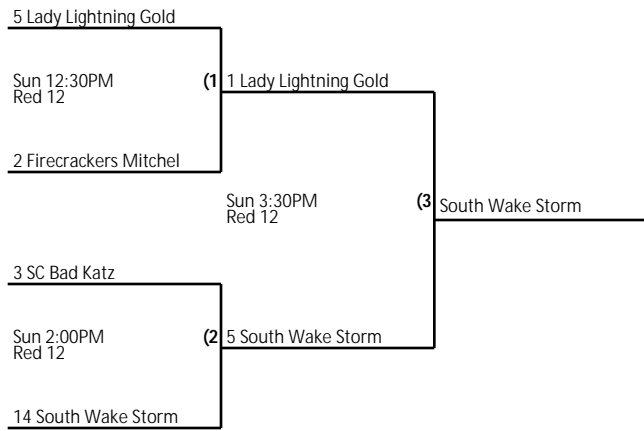 5 Lady Lightning Gold
Sun 12:30PM
Red 12
(1
1 Lady Lightning Gold
2 Firecrackers Mitchel
Sun 3:30PM
Red 12
(3
South Wake Storm
3 SC Bad Katz
Sun 2:00PM
Red 12
(2
5 South Wake Storm
14 South Wake Storm